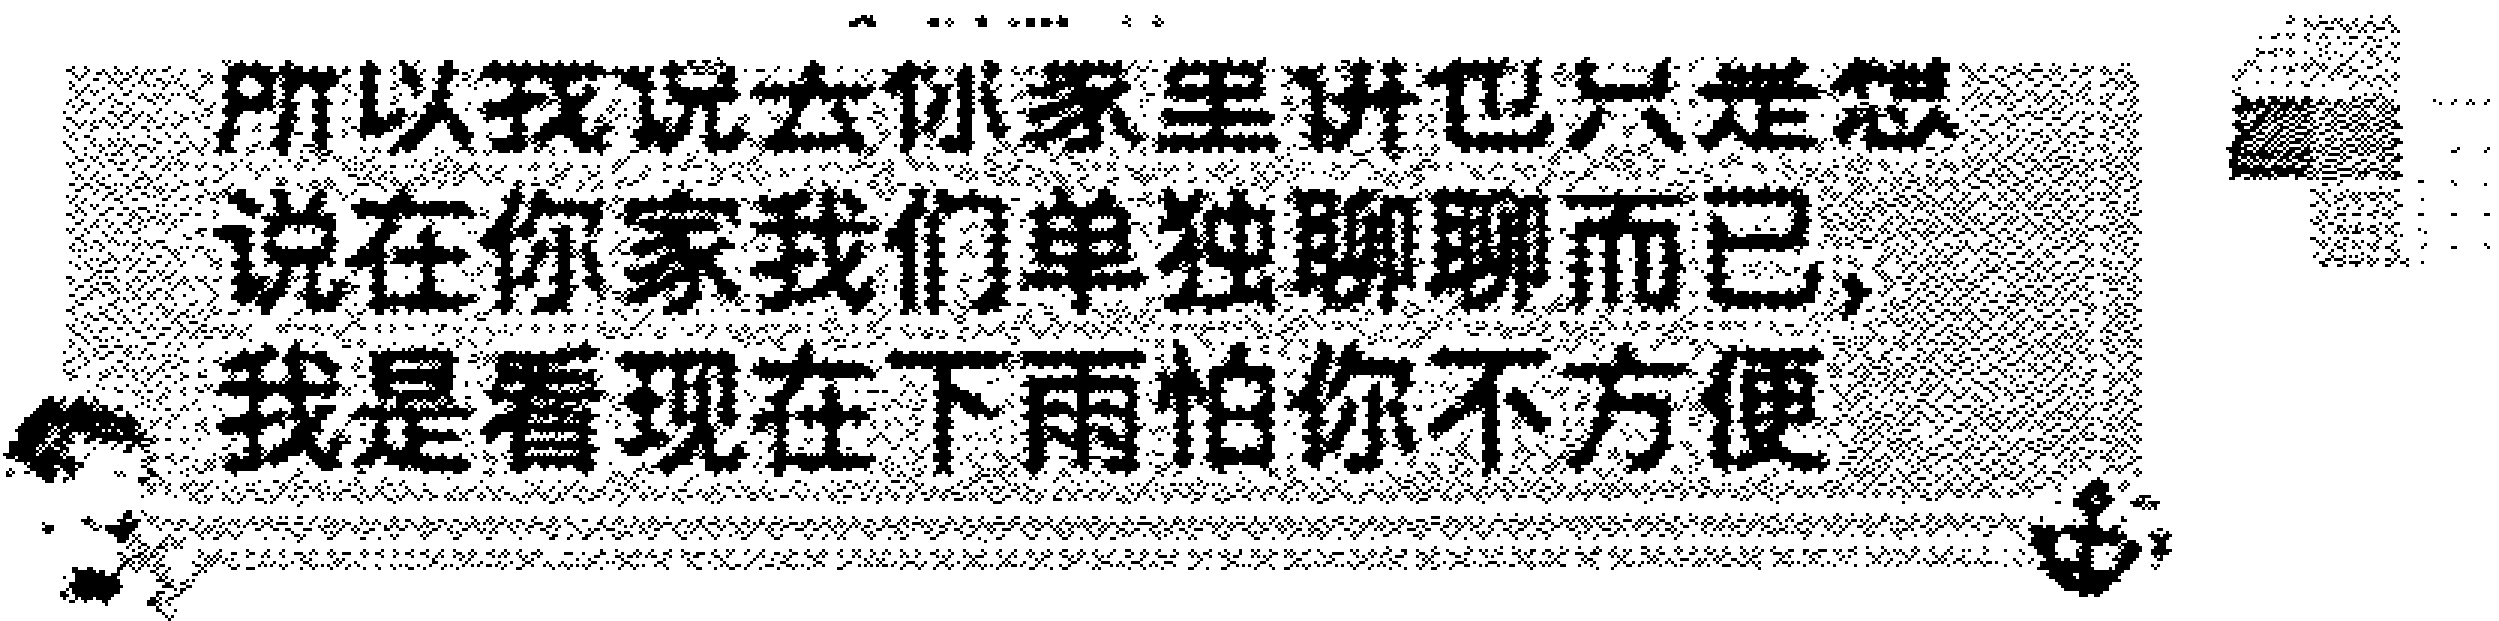 所以我说去你家里讲也只是想
说在你家我们单独聊聊而已，
我是看现在下雨怕你不方便